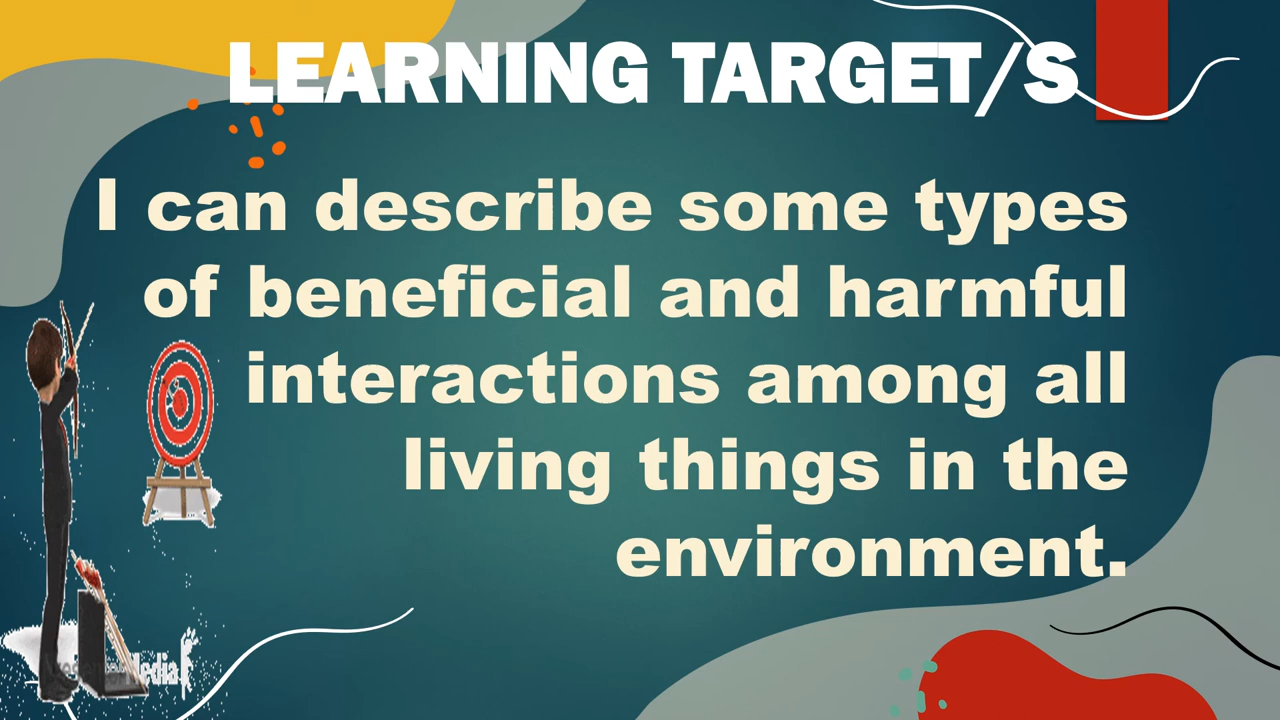 LEARNING TARGET/S
I can describe some types
of beneficial and harmful
interactions among all
living things in the
environment.